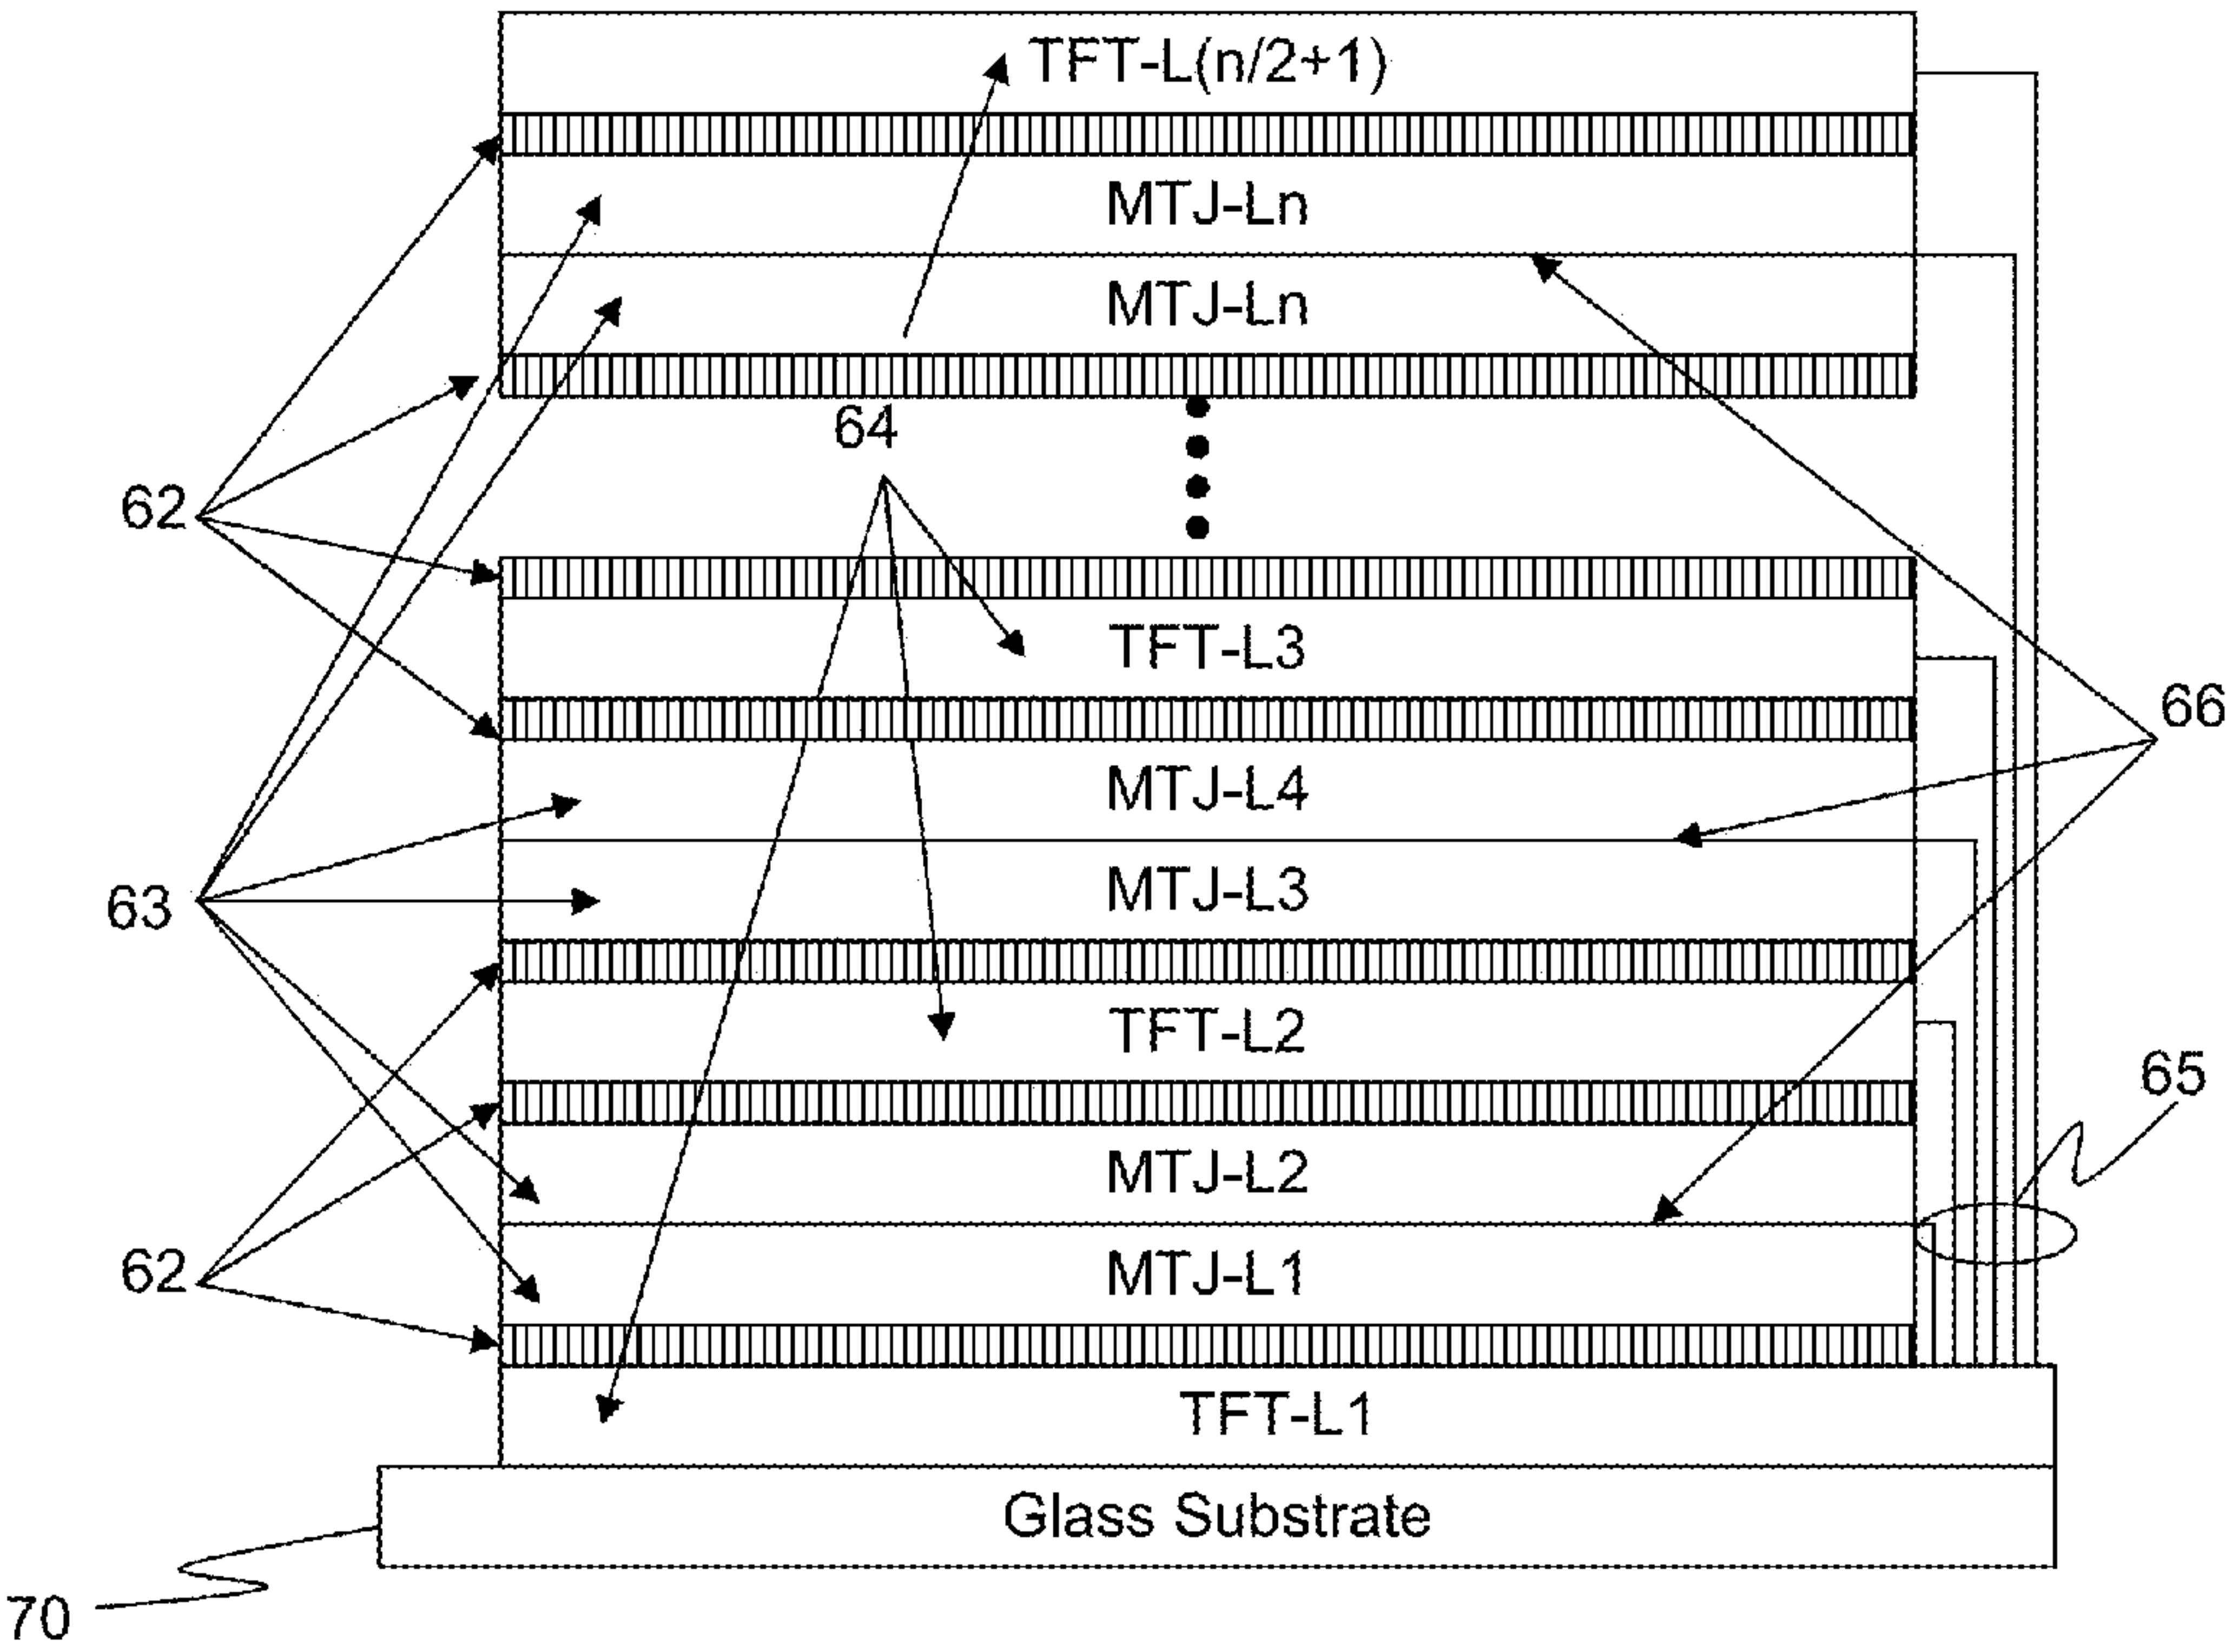 TFT-L(n/2+1)
MTJ-Ln
MTJ-Ln
64
62
TFT-L3
66
MTJ-L4
63
MTJ-L3
TFT-L2
65
MTJ-L2
62
MTJ-L1
TFT-L1
Glass Substrate
70